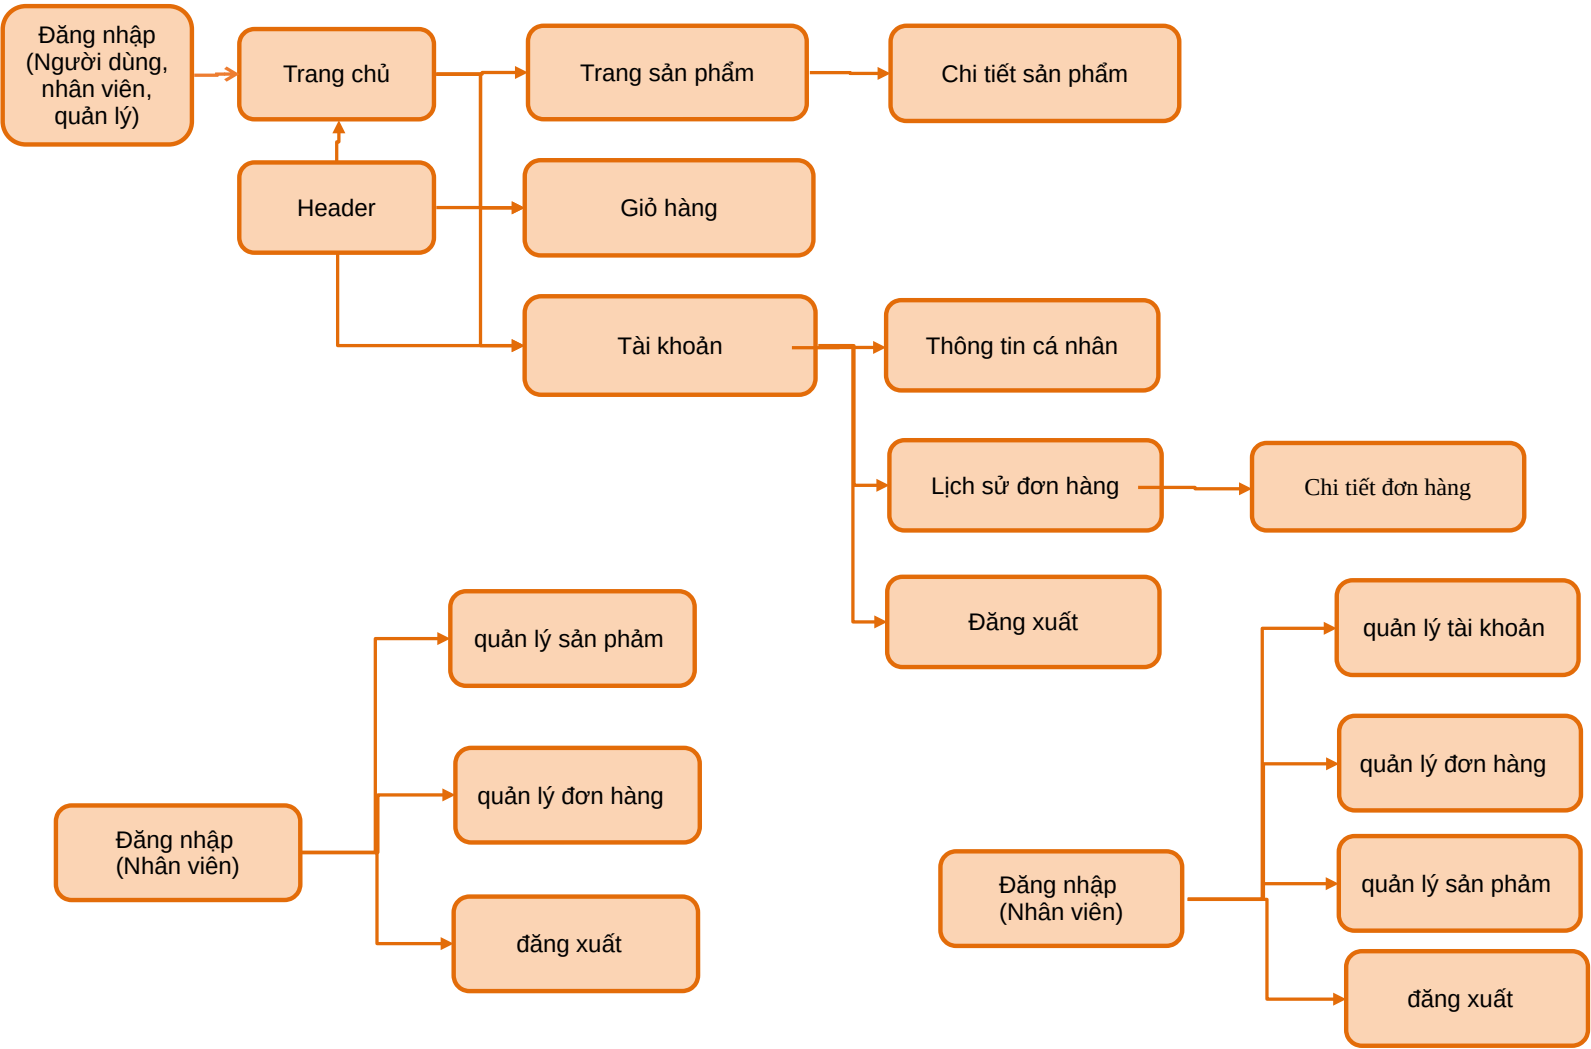 Đăng nhập
(Người dùng,
nhân viên,
quản lý)
Trang chủ
Trang sản phẩm
Chi tiết sản phẩm
Header
Giỏ hàng
Tài khoản
Thông tin cá nhân
Lịch sử đơn hàng
Chi tiết đơn hàng
Đăng xuất
quản lý sản phảm
quản lý đơn hàng
Đăng nhập
(Nhân viên)
đăng xuất
quản lý tài khoản
quản lý đơn hàng
Đăng nhập
(Nhân viên)
quản lý sản phảm
đăng xuất